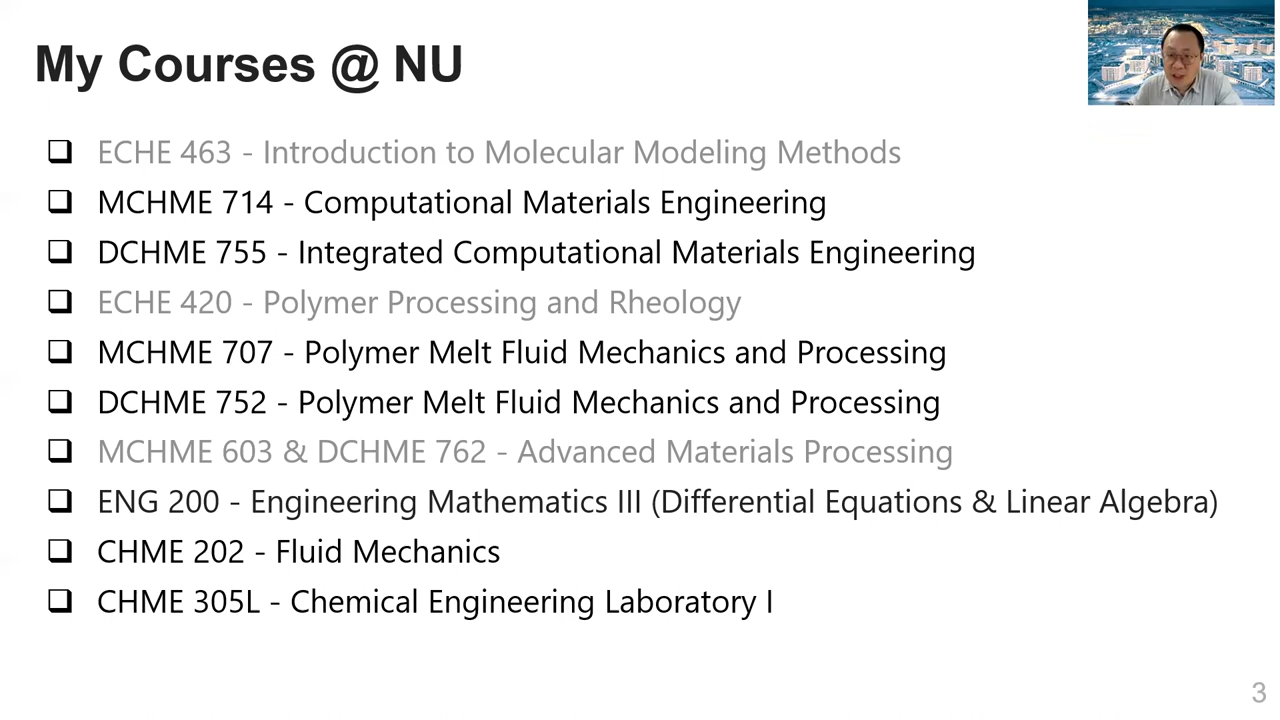 My Courses @ NU
ECHE 463 - Introduction to Molecular Modeling Methods
MCHME 714 - Computational Materials Engineering
DCHME 755 - Integrated Computational Materials Engineering
ECHE 420 - Polymer Processing and Rheology
MCHME 707 - Polymer Melt Fluid Mechanics and Processing
DCHME 752 - Polymer Melt Fluid Mechanics and Processing
MCHME 603 & DCHME 762 - Advanced Materials Processing
ENG 200 - Engineering Mathematics III (Differential Equations & Linear Algebra)
CHME 202 - Fluid Mechanics
CHME 305L - Chemical Engineering Laboratory I
3